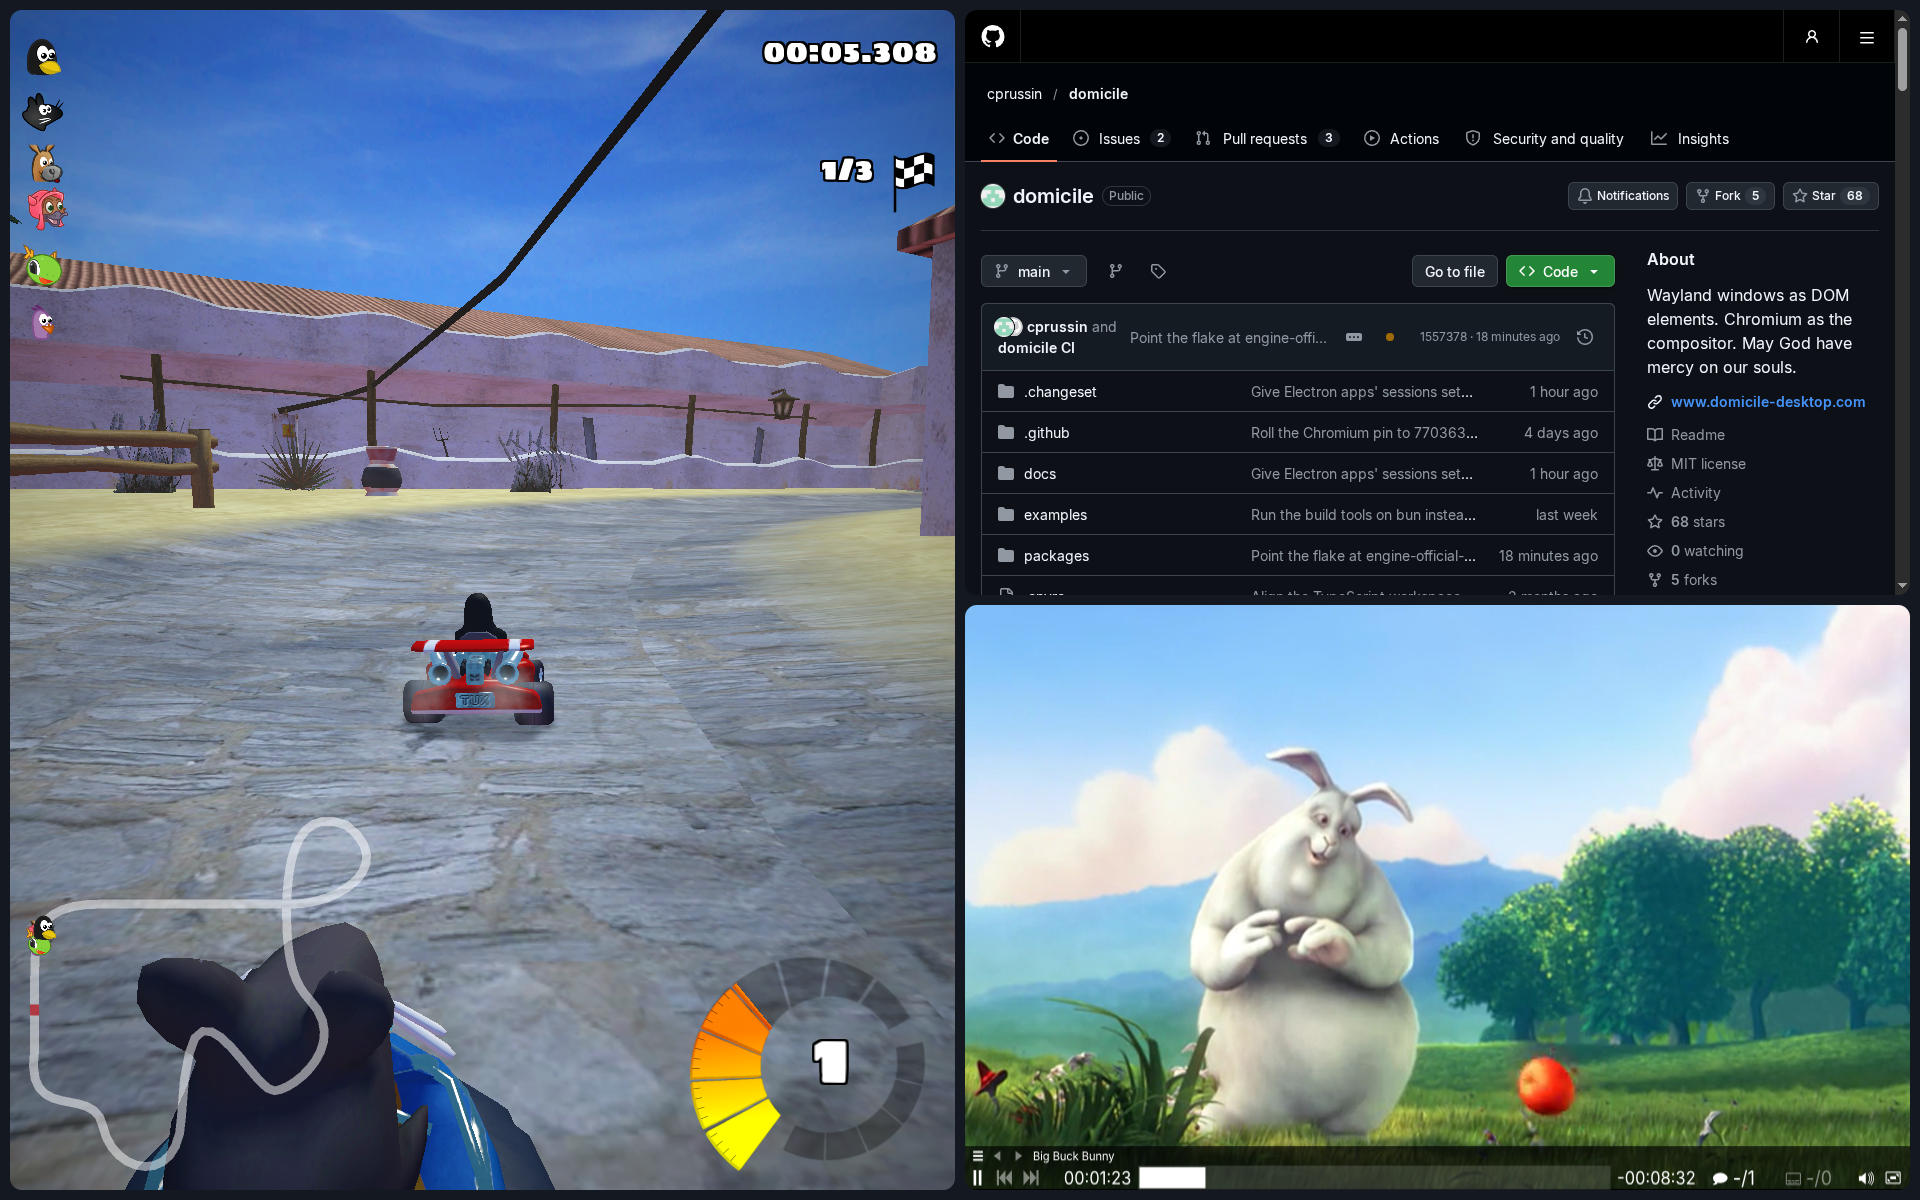 00:05.308
1/3
TUX
1
cprussin / domicile
Code
Issues 2
Pull requests 3
Actions
Security and quality
Insights
domicile Public
Notifications
Fork 5
Star 68
main
Go to file
Code
cprussin and domicile CI
Point the flake at engine-offi...
1557378 · 18 minutes ago
.changeset Give Electron apps' sessions set... 1 hour ago
.github Roll the Chromium pin to 770363... 4 days ago
docs Give Electron apps' sessions set... 1 hour ago
examples Run the build tools on bun instea... last week
packages Point the flake at engine-official-... 18 minutes ago
About
Wayland windows as DOM
elements. Chromium as the
compositor. May God have
mercy on our souls.
www.domicile-desktop.com
Readme
MIT license
Activity
68 stars
0 watching
5 forks
Big Buck Bunny
00:01:23
-00:08:32
-/1
-/0